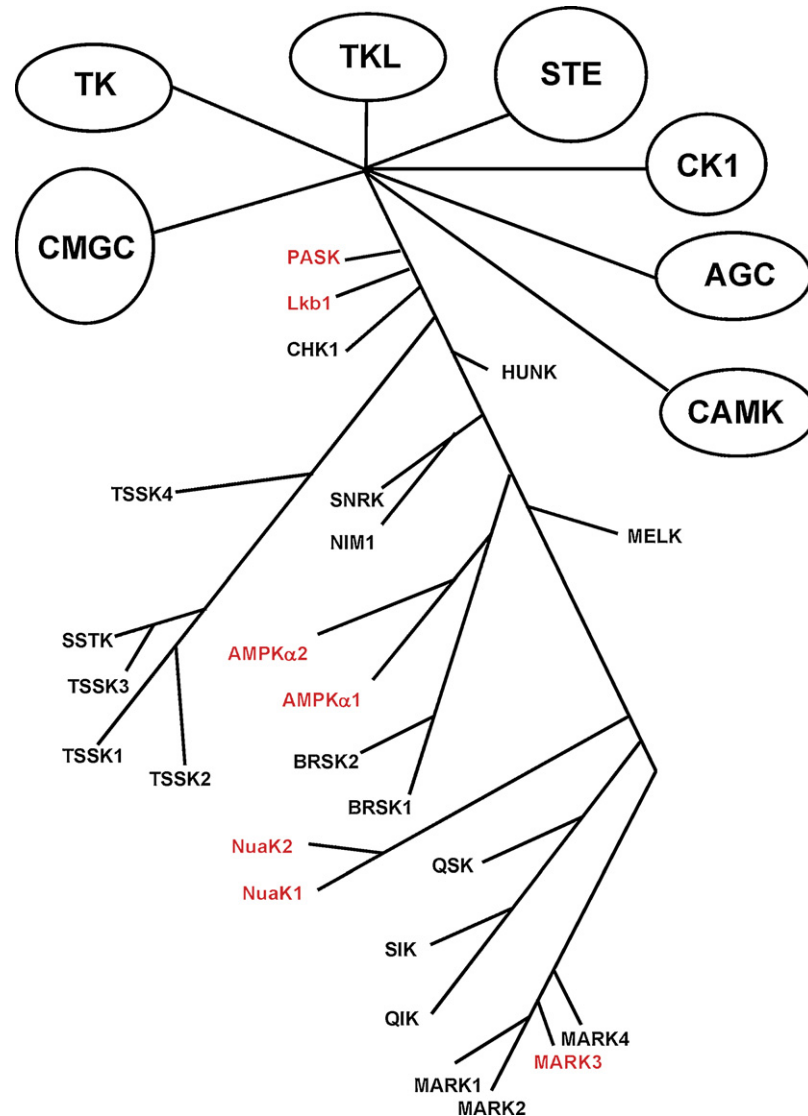 TKL
STE
TK
CK1
CMGC
PASK
AGC
Lkb1
CHK1
HUNK
CAMK
TSSK4
SNRK
NIM1
MELK
SSTK
AMPKα2
TSSK3
AMPKα1
TSSK1
BRSK2
TSSK2
BRSK1
NuaK2
QSK
NuaK1
SIK
QIK
MARK4
MARK3
MARK1
MARK2